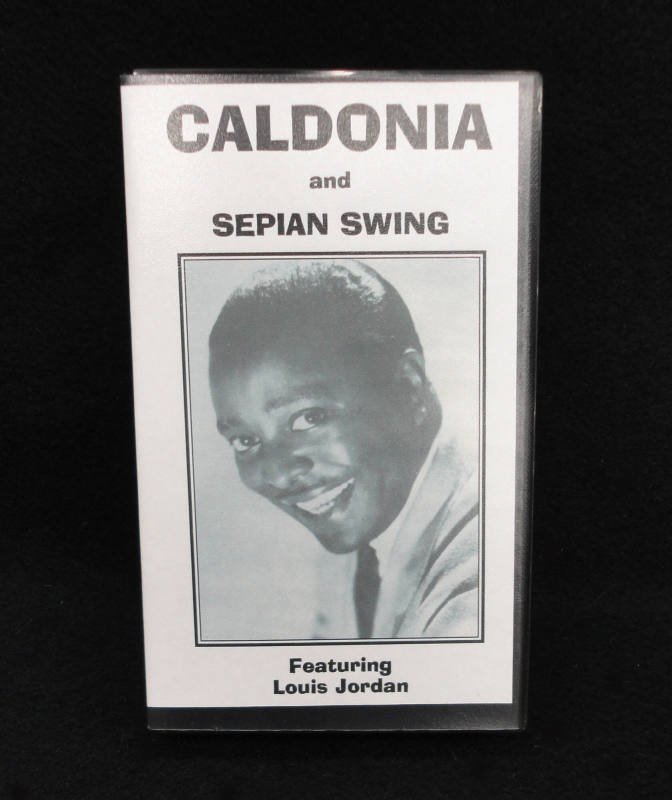 CALDONIA
and
SEPIAN SWING
Featuring
Louis Jordan